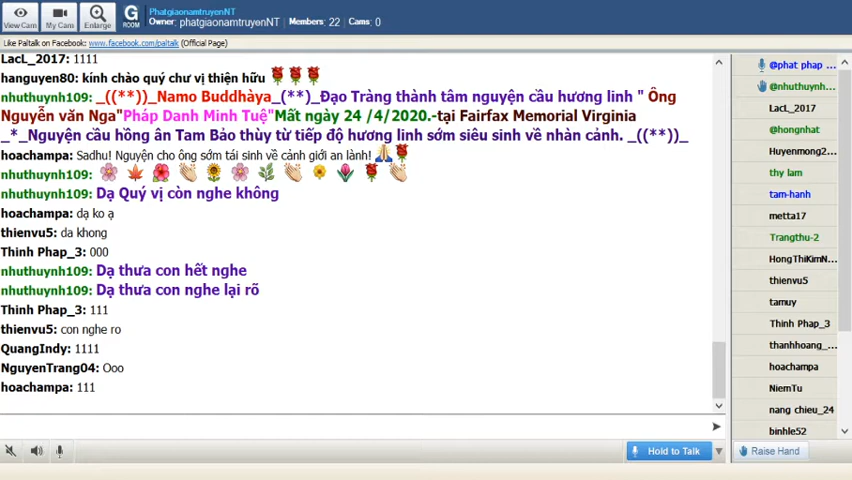 PhatgiaonamtruyenNT
Owner: phatgiaonamtruyenNT Members: 22 Cams: 0
View Cam
My Cam
Enlarge
G ROOM
Like Paltalk on Facebook: www.facebook.com/paltalk (Official Page)
LacL_2017: 1111
hanguyen80: kính chào quý chư vị thiện hữu
nhuthuynh109: _((**))_Namo Buddhàya_(**)_Đạo Tràng thành tâm nguyện cầu hương linh " Ông
Nguyễn văn Nga"Pháp Danh Minh Tuệ"Mất ngày 24 /4/2020.-tại Fairfax Memorial Virginia
_*_Nguyện cầu hồng ân Tam Bảo thùy từ tiếp độ hương linh sớm siêu sinh về nhàn cảnh. _((**))_
hoachampa: Sadhu! Nguyện cho ông sớm tái sinh về cảnh giới an lành!
nhuthuynh109:
nhuthuynh109: Dạ Quý vị còn nghe không
hoachampa: dạ ko ạ
thienvu5: da khong
Thinh Phap_3: 000
nhuthuynh109: Dạ thưa con hết nghe
nhuthuynh109: Dạ thưa con nghe lại rõ
Thinh Phap_3: 111
thienvu5: con nghe ro
QuangIndy: 1111
NguyenTrang04: Ooo
hoachampa: 111
Hold to Talk
@phat phap ...
@nhuthuynh...
LacL_2017
@hongnhat
Huyenmong2...
thy lam
tam-hanh
metta17
Trangthu-2
HongThiKimN...
thienvu5
tamuy
Thinh Phap_3
thanhhoang_...
hoachampa
NiemTu
nang chieu_24
binhle52
Raise Hand